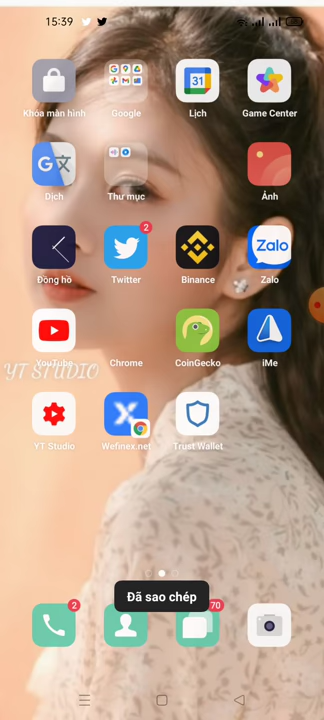 15:39
Khóa màn hình
Google
Lịch
Game Center
31
G
Dịch
Thư mục
Ảnh
2
Zalo
Đồng hồ
Twitter
Binance
Zalo
YouTube
Chrome
CoinGecko
iMe
YT STUDIO
YT Studio
Wefinex.net
Trust Wallet
Đã sao chép
2
70